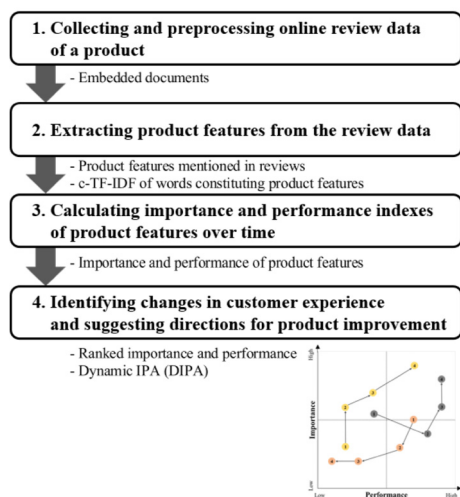 1. Collecting and preprocessing online review data
of a product
- Embedded documents
2. Extracting product features from the review data
- Product features mentioned in reviews
- c-TF-IDF of words constituting product features
3. Calculating importance and performance indexes
of product features over time
- Importance and performance of product features
4. Identifying changes in customer experience
and suggesting directions for product improvement
- Ranked importance and performance
- Dynamic IPA (DIPA)
High
Importance
Low
Low
Performance
High